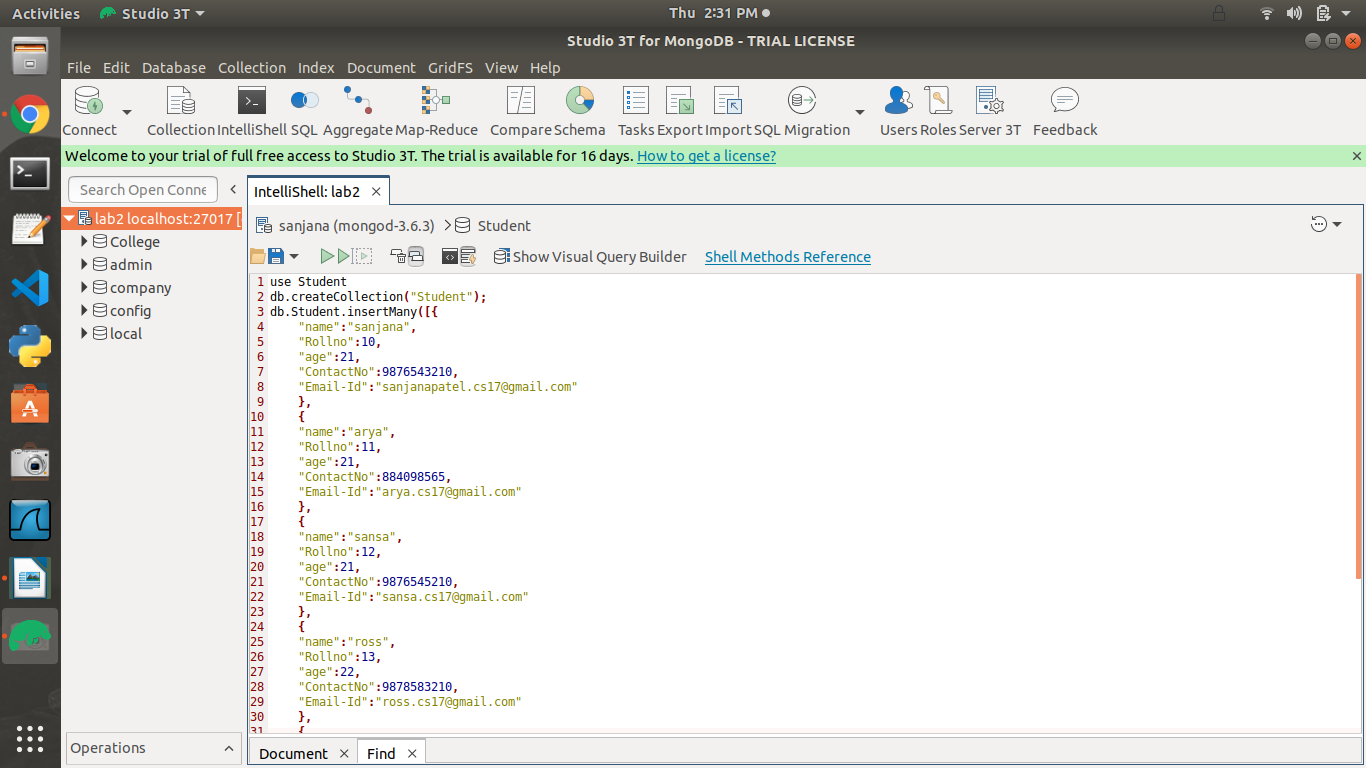 Activities Studio 3T Thu 2:31 PM
Studio 3T for MongoDB - TRIAL LICENSE
File Edit Database Collection Index Document GridFS View Help
Connect Collection IntelliShell SQL Aggregate Map-Reduce Compare Schema Tasks Export Import SQL Migration Users Roles Server 3T Feedback
Welcome to your trial of full free access to Studio 3T. The trial is available for 16 days. How to get a license?
Search Open Conne
IntelliShell: lab2
lab2 localhost:27017 [
College
admin
company
config
local
sanjana (mongod-3.6.3) Student
Show Visual Query Builder Shell Methods Reference
1 use Student
2 db.createCollection("Student");
3 db.Student.insertMany([{
4 "name":"sanjana",
5 "Rollno":10,
6 "age":21,
7 "ContactNo":9876543210,
8 "Email-Id":"sanjanapatel.cs17@gmail.com"
9 },
10 {
11 "name":"arya",
12 "Rollno":11,
13 "age":21,
14 "ContactNo":884098565,
15 "Email-Id":"arya.cs17@gmail.com"
16 },
17 {
18 "name":"sansa",
19 "Rollno":12,
20 "age":21,
21 "ContactNo":9876545210,
22 "Email-Id":"sansa.cs17@gmail.com"
23 },
24 {
25 "name":"ross",
26 "Rollno":13,
27 "age":22,
28 "ContactNo":9878583210,
29 "Email-Id":"ross.cs17@gmail.com"
30 },
31 {
Operations
Document Find